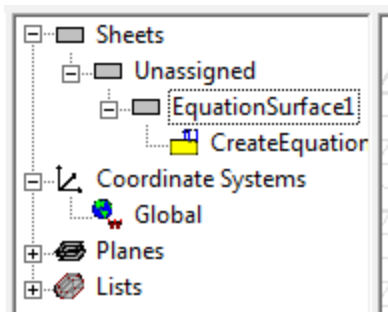 Sheets
Unassigned
EquationSurface1
CreateEquation
Coordinate Systems
Global
Planes
Lists